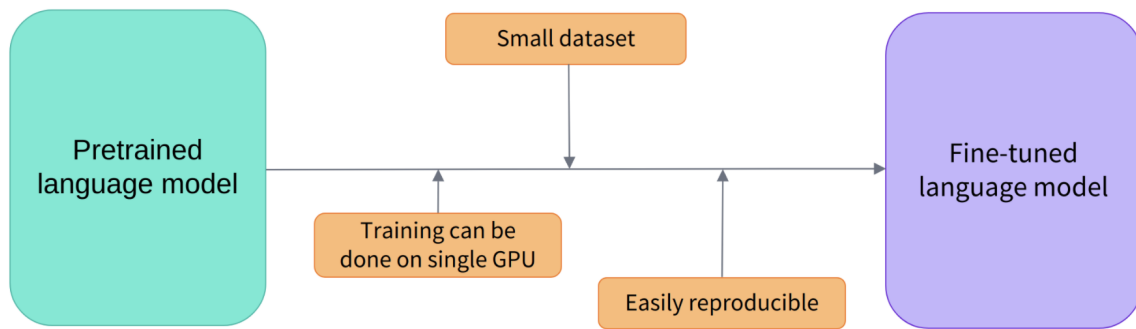 Small dataset
Pretrained
language model
Fine-tuned
language model
Training can be
done on single GPU
Easily reproducible